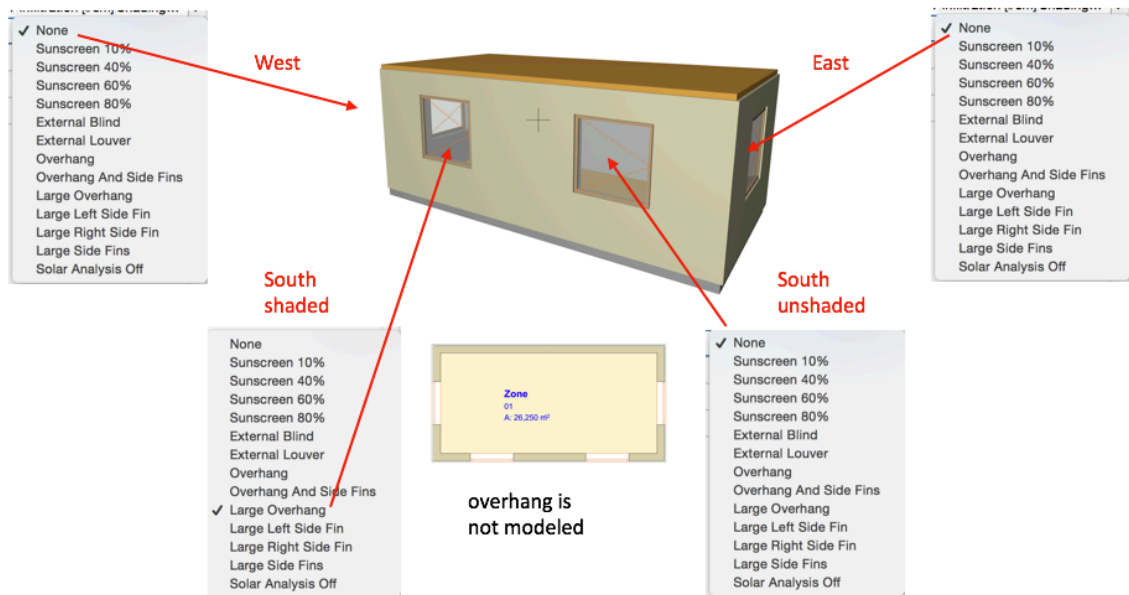 ✓ None
Sunscreen 10%
Sunscreen 40%
Sunscreen 60%
Sunscreen 80%
External Blind
External Louver
Overhang
Overhang And Side Fins
Large Overhang
Large Left Side Fin
Large Right Side Fin
Large Side Fins
Solar Analysis Off
West
East
✓ None
Sunscreen 10%
Sunscreen 40%
Sunscreen 60%
Sunscreen 80%
External Blind
External Louver
Overhang
Overhang And Side Fins
Large Overhang
Large Left Side Fin
Large Right Side Fin
Large Side Fins
Solar Analysis Off
South
shaded
South
unshaded
None
Sunscreen 10%
Sunscreen 40%
Sunscreen 60%
Sunscreen 80%
External Blind
External Louver
Overhang
Overhang And Side Fins
✓ Large Overhang
Large Left Side Fin
Large Right Side Fin
Large Side Fins
Solar Analysis Off
Zone
01
A: 26,250 m²
overhang is
not modeled
✓ None
Sunscreen 10%
Sunscreen 40%
Sunscreen 60%
Sunscreen 80%
External Blind
External Louver
Overhang
Overhang And Side Fins
Large Overhang
Large Left Side Fin
Large Right Side Fin
Large Side Fins
Solar Analysis Off